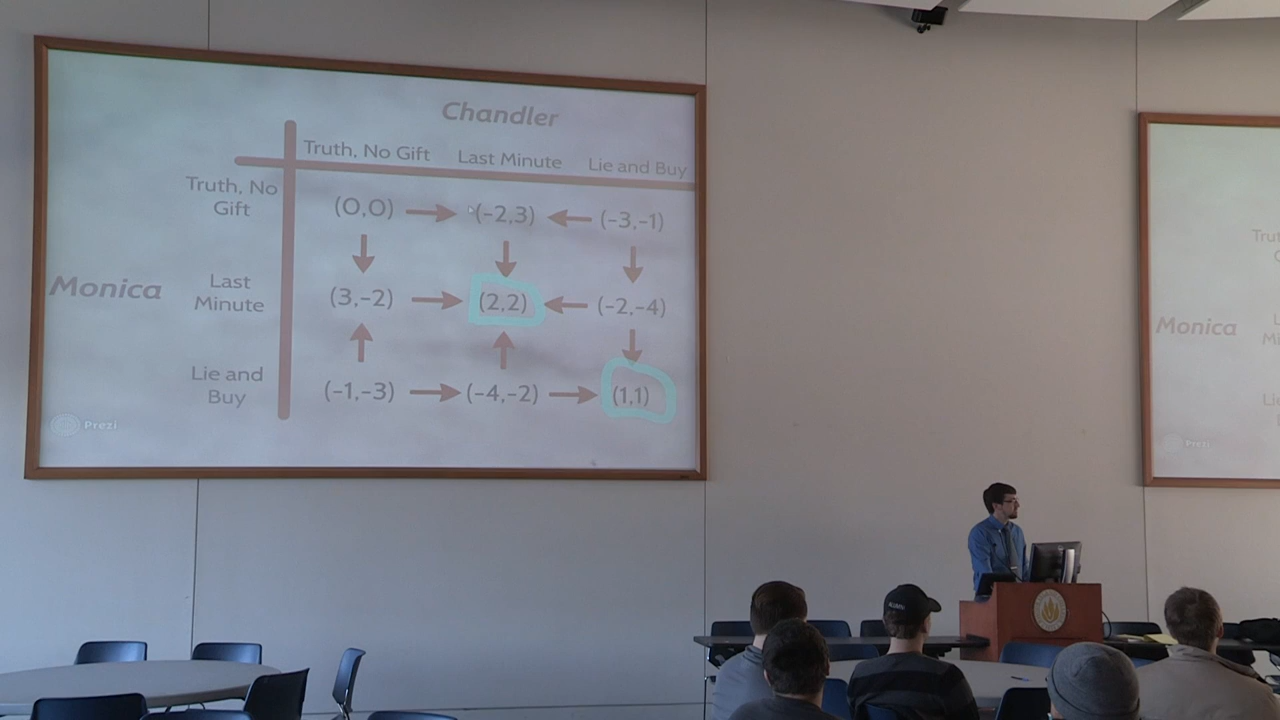 Chandler
Truth, No Gift Last Minute Lie and Buy
Truth, No
Gift
(0,0) (-2,3) (-3,-1)
Monica
Last
Minute
(3,-2) (2,2) (-2,-4)
Lie and
Buy
(-1,-3) (-4,-2) (1,1)
Prezi
Monica
Prezi
ALUMNI